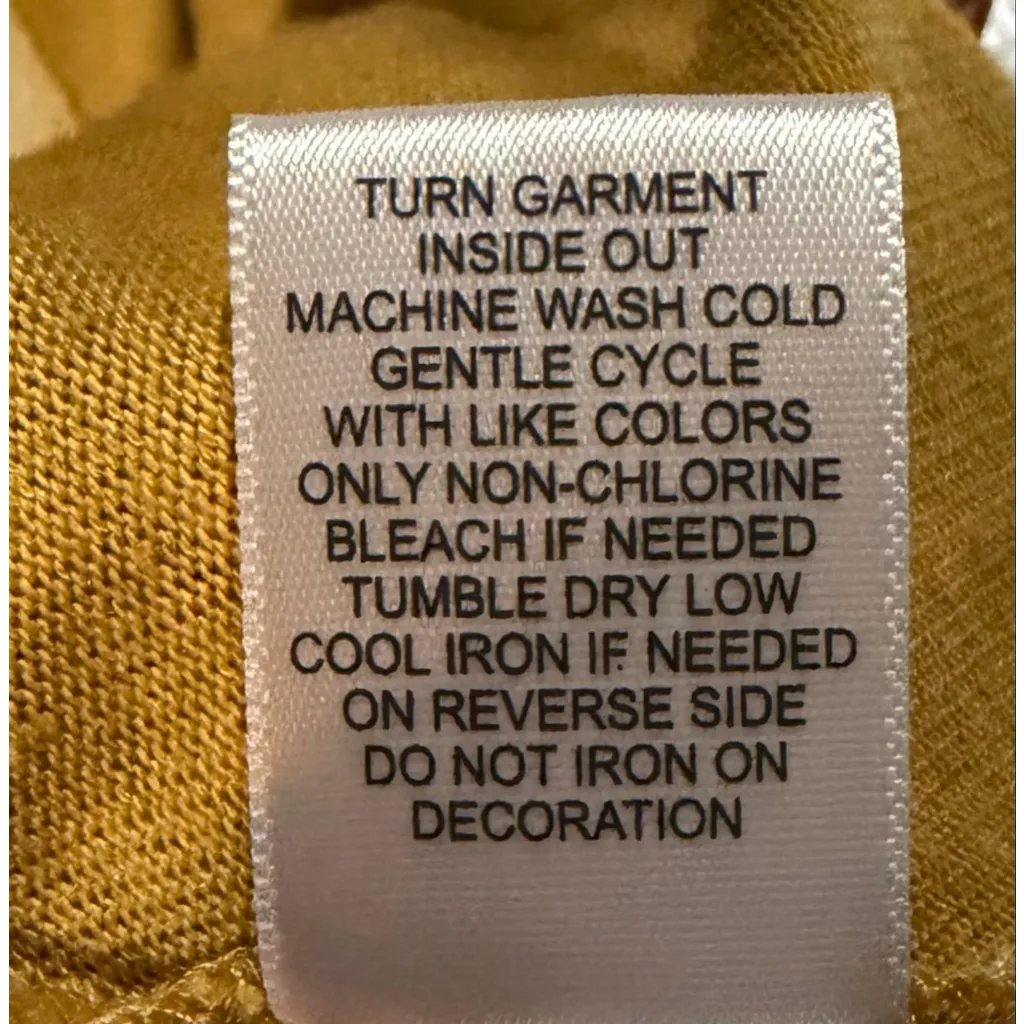 TURN GARMENT
INSIDE OUT
MACHINE WASH COLD
GENTLE CYCLE
WITH LIKE COLORS
ONLY NON-CHLORINE
BLEACH IF NEEDED
TUMBLE DRY LOW
COOL IRON IF NEEDED
ON REVERSE SIDE
DO NOT IRON ON
DECORATION